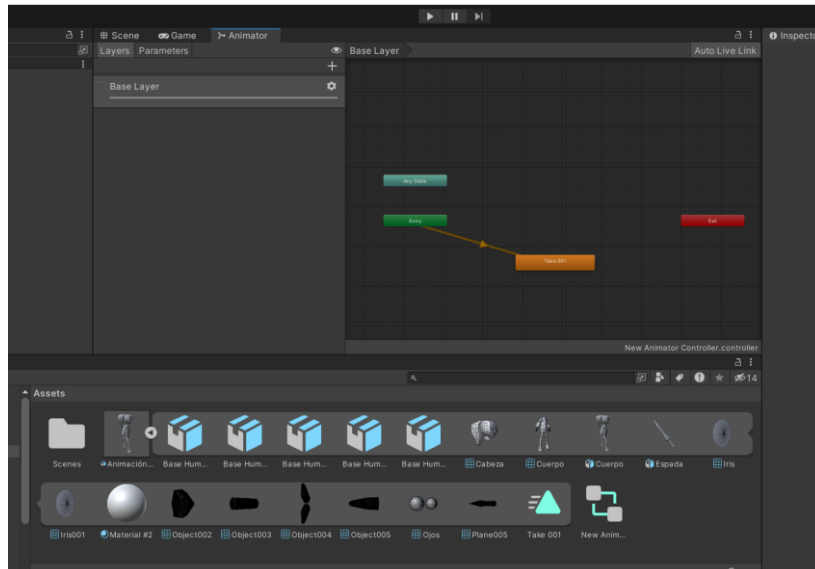 Scene Game Animator Inspecto
Layers Parameters Base Layer Auto Live Link
Base Layer
Any State
Entry Exit
Take 001
New Animator Controller.controller
14
Assets
Scenes Animación... Base Hum... Base Hum... Base Hum... Base Hum... Base Hum... Cabeza Cuerpo Cuerpo Espada Iris
Iris001 Material #2 Object002 Object003 Object004 Object005 Ojos Plane005 Take 001 New Anim...